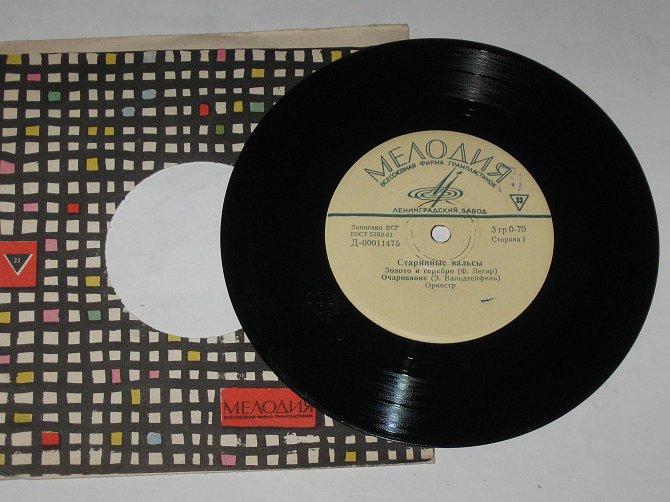 МЕЛОДИЯ
ВСЕСОЮЗНАЯ ФИРМА ГРАМПЛАСТИНОК
33
ЛЕНИНГРАДСКИЙ ЗАВОД
Записано ВСГ
ГОСТ 5289-61
Д-00011475
3 гр 0-70
Сторона 1
Старинные вальсы
Золото и серебро (Ф. Легар)
Очарование (Э. Вальдтейфель)
Оркестр
33
МЕЛОДИЯ
ВСЕСОЮЗНАЯ ФИРМА ГРАМПЛАСТИНОК